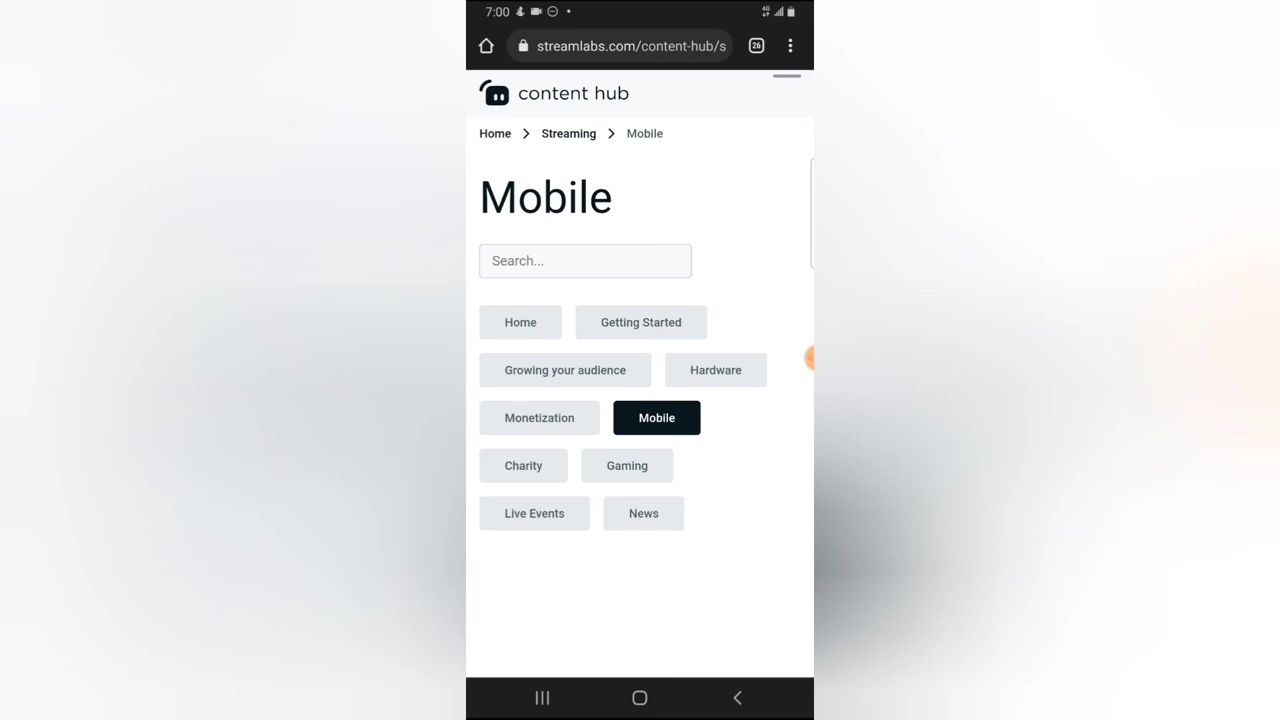 7:00
4G
streamlabs.com/content-hub/s
26
content hub
Home > Streaming > Mobile
Mobile
Search...
Home Getting Started
Growing your audience Hardware
Monetization Mobile
Charity Gaming
Live Events News